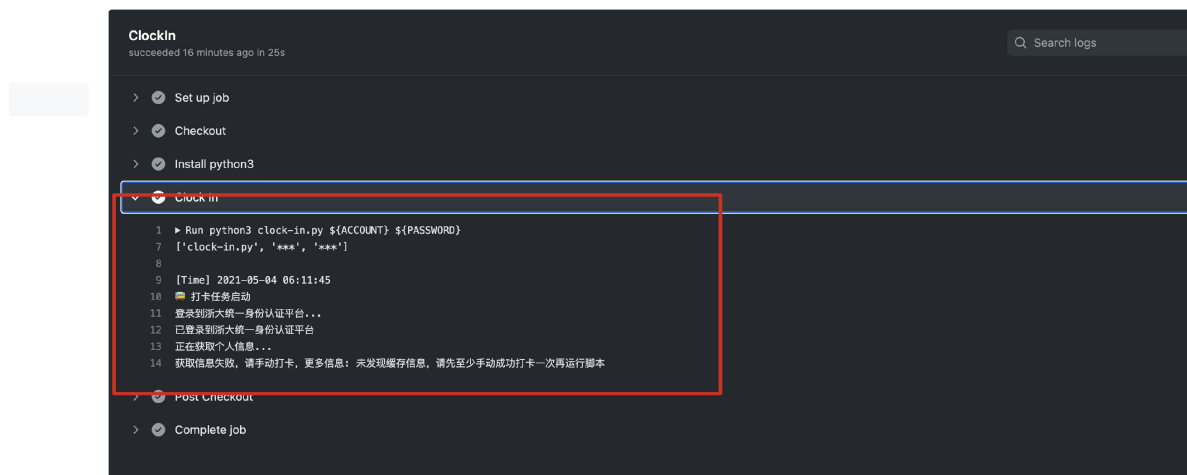 ClockIn
succeeded 16 minutes ago in 25s
Search logs
Set up job
Checkout
Install python3
Clock in
1 ▶ Run python3 clock-in.py ${ACCOUNT} ${PASSWORD}
7 ['clock-in.py', '***', '***']
8
9 [Time] 2021-05-04 06:11:45
10 🚌 打卡任务启动
11 登录到浙大统一身份认证平台...
12 已登录到浙大统一身份认证平台
13 正在获取个人信息...
14 获取信息失败，请手动打卡，更多信息: 未发现缓存信息，请先至少手动成功打卡一次再运行脚本
Post Checkout
Complete job